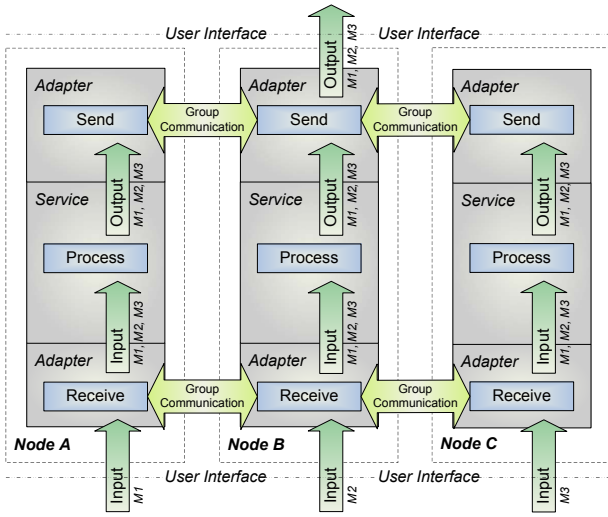 User Interface
User Interface
Output
M1, M2, M3
Adapter
Adapter
Adapter
Send
Group
Communication
Send
Group
Communication
Send
Output
M1, M2, M3
Output
M1, M2, M3
Output
M1, M2, M3
Service
Service
Service
Process
Process
Process
Input
M1, M2, M3
Input
M1, M2, M3
Input
M1, M2, M3
Adapter
Adapter
Adapter
Receive
Group
Communication
Receive
Group
Communication
Receive
Node A
Node B
Node C
User Interface
User Interface
Input
M1
Input
M2
Input
M3